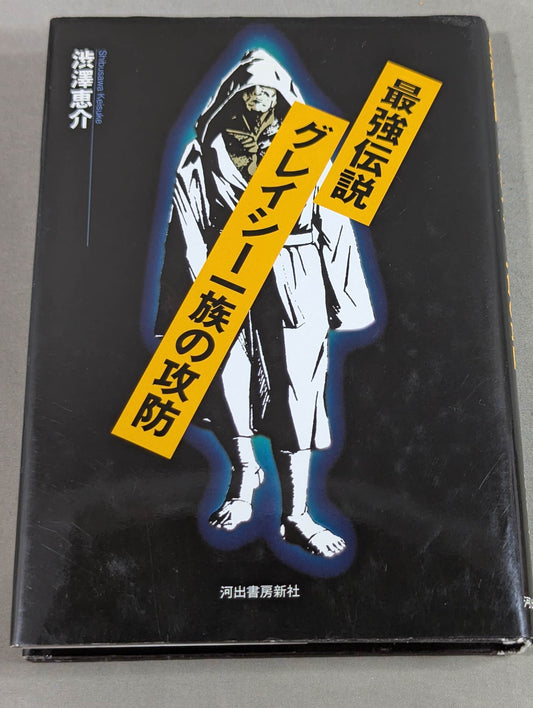 最強伝説
グレイシー一族の攻防
渋澤恵介
Shibusawa Keisuke
河出書房新社